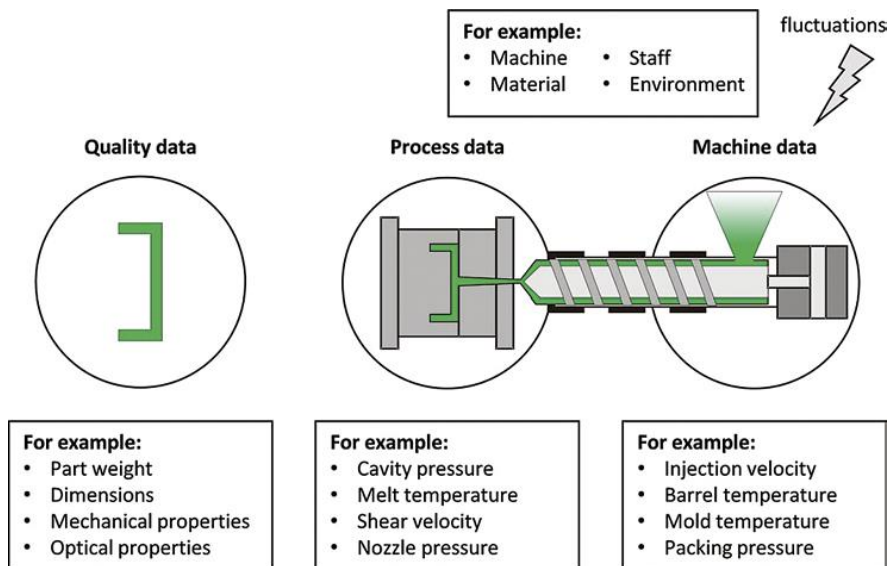 fluctuations
For example:
• Machine • Staff
• Material • Environment
Quality data
Process data
Machine data
For example:
• Part weight
• Dimensions
• Mechanical properties
• Optical properties
For example:
• Cavity pressure
• Melt temperature
• Shear velocity
• Nozzle pressure
For example:
• Injection velocity
• Barrel temperature
• Mold temperature
• Packing pressure